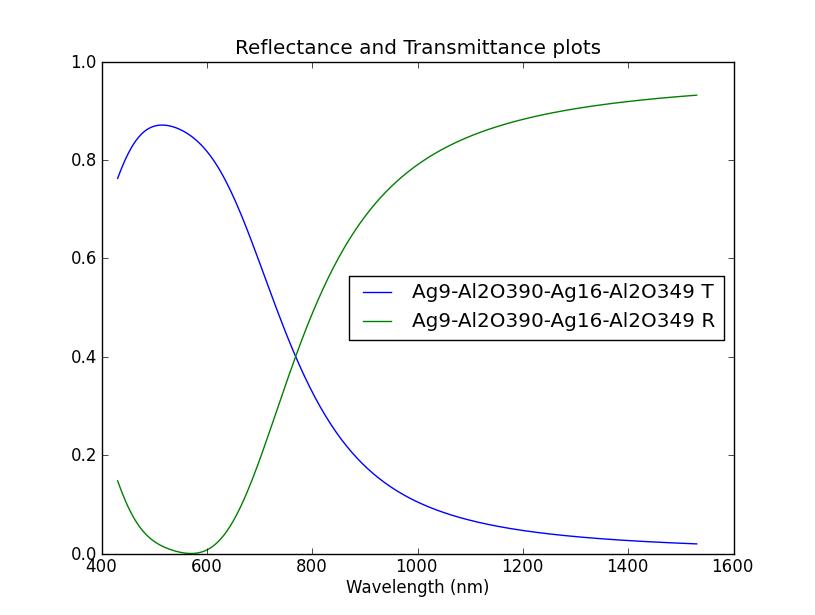 Reflectance and Transmittance plots
1.0
0.8
0.6
0.4
0.2
0.0
Ag9-Al2O390-Ag16-Al2O349 T
Ag9-Al2O390-Ag16-Al2O349 R
400 600 800 1000 1200 1400 1600
Wavelength (nm)